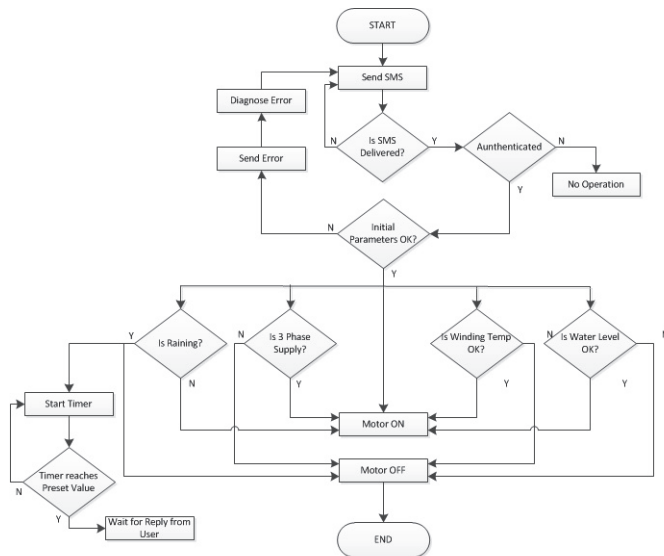 START
Send SMS
Diagnose Error
Is SMS
Delivered?
N
Y
Aunthenticated
N
Send Error
No Operation
Y
Initial
Parameters OK?
N
Y
Is Raining?
Y
N
Is 3 Phase
Supply?
N
Y
Is Winding Temp
OK?
N
Y
Is Water Level
OK?
Y
Start Timer
Motor ON
Timer reaches
Preset Value
N
Y
Motor OFF
Wait for Reply from
User
END